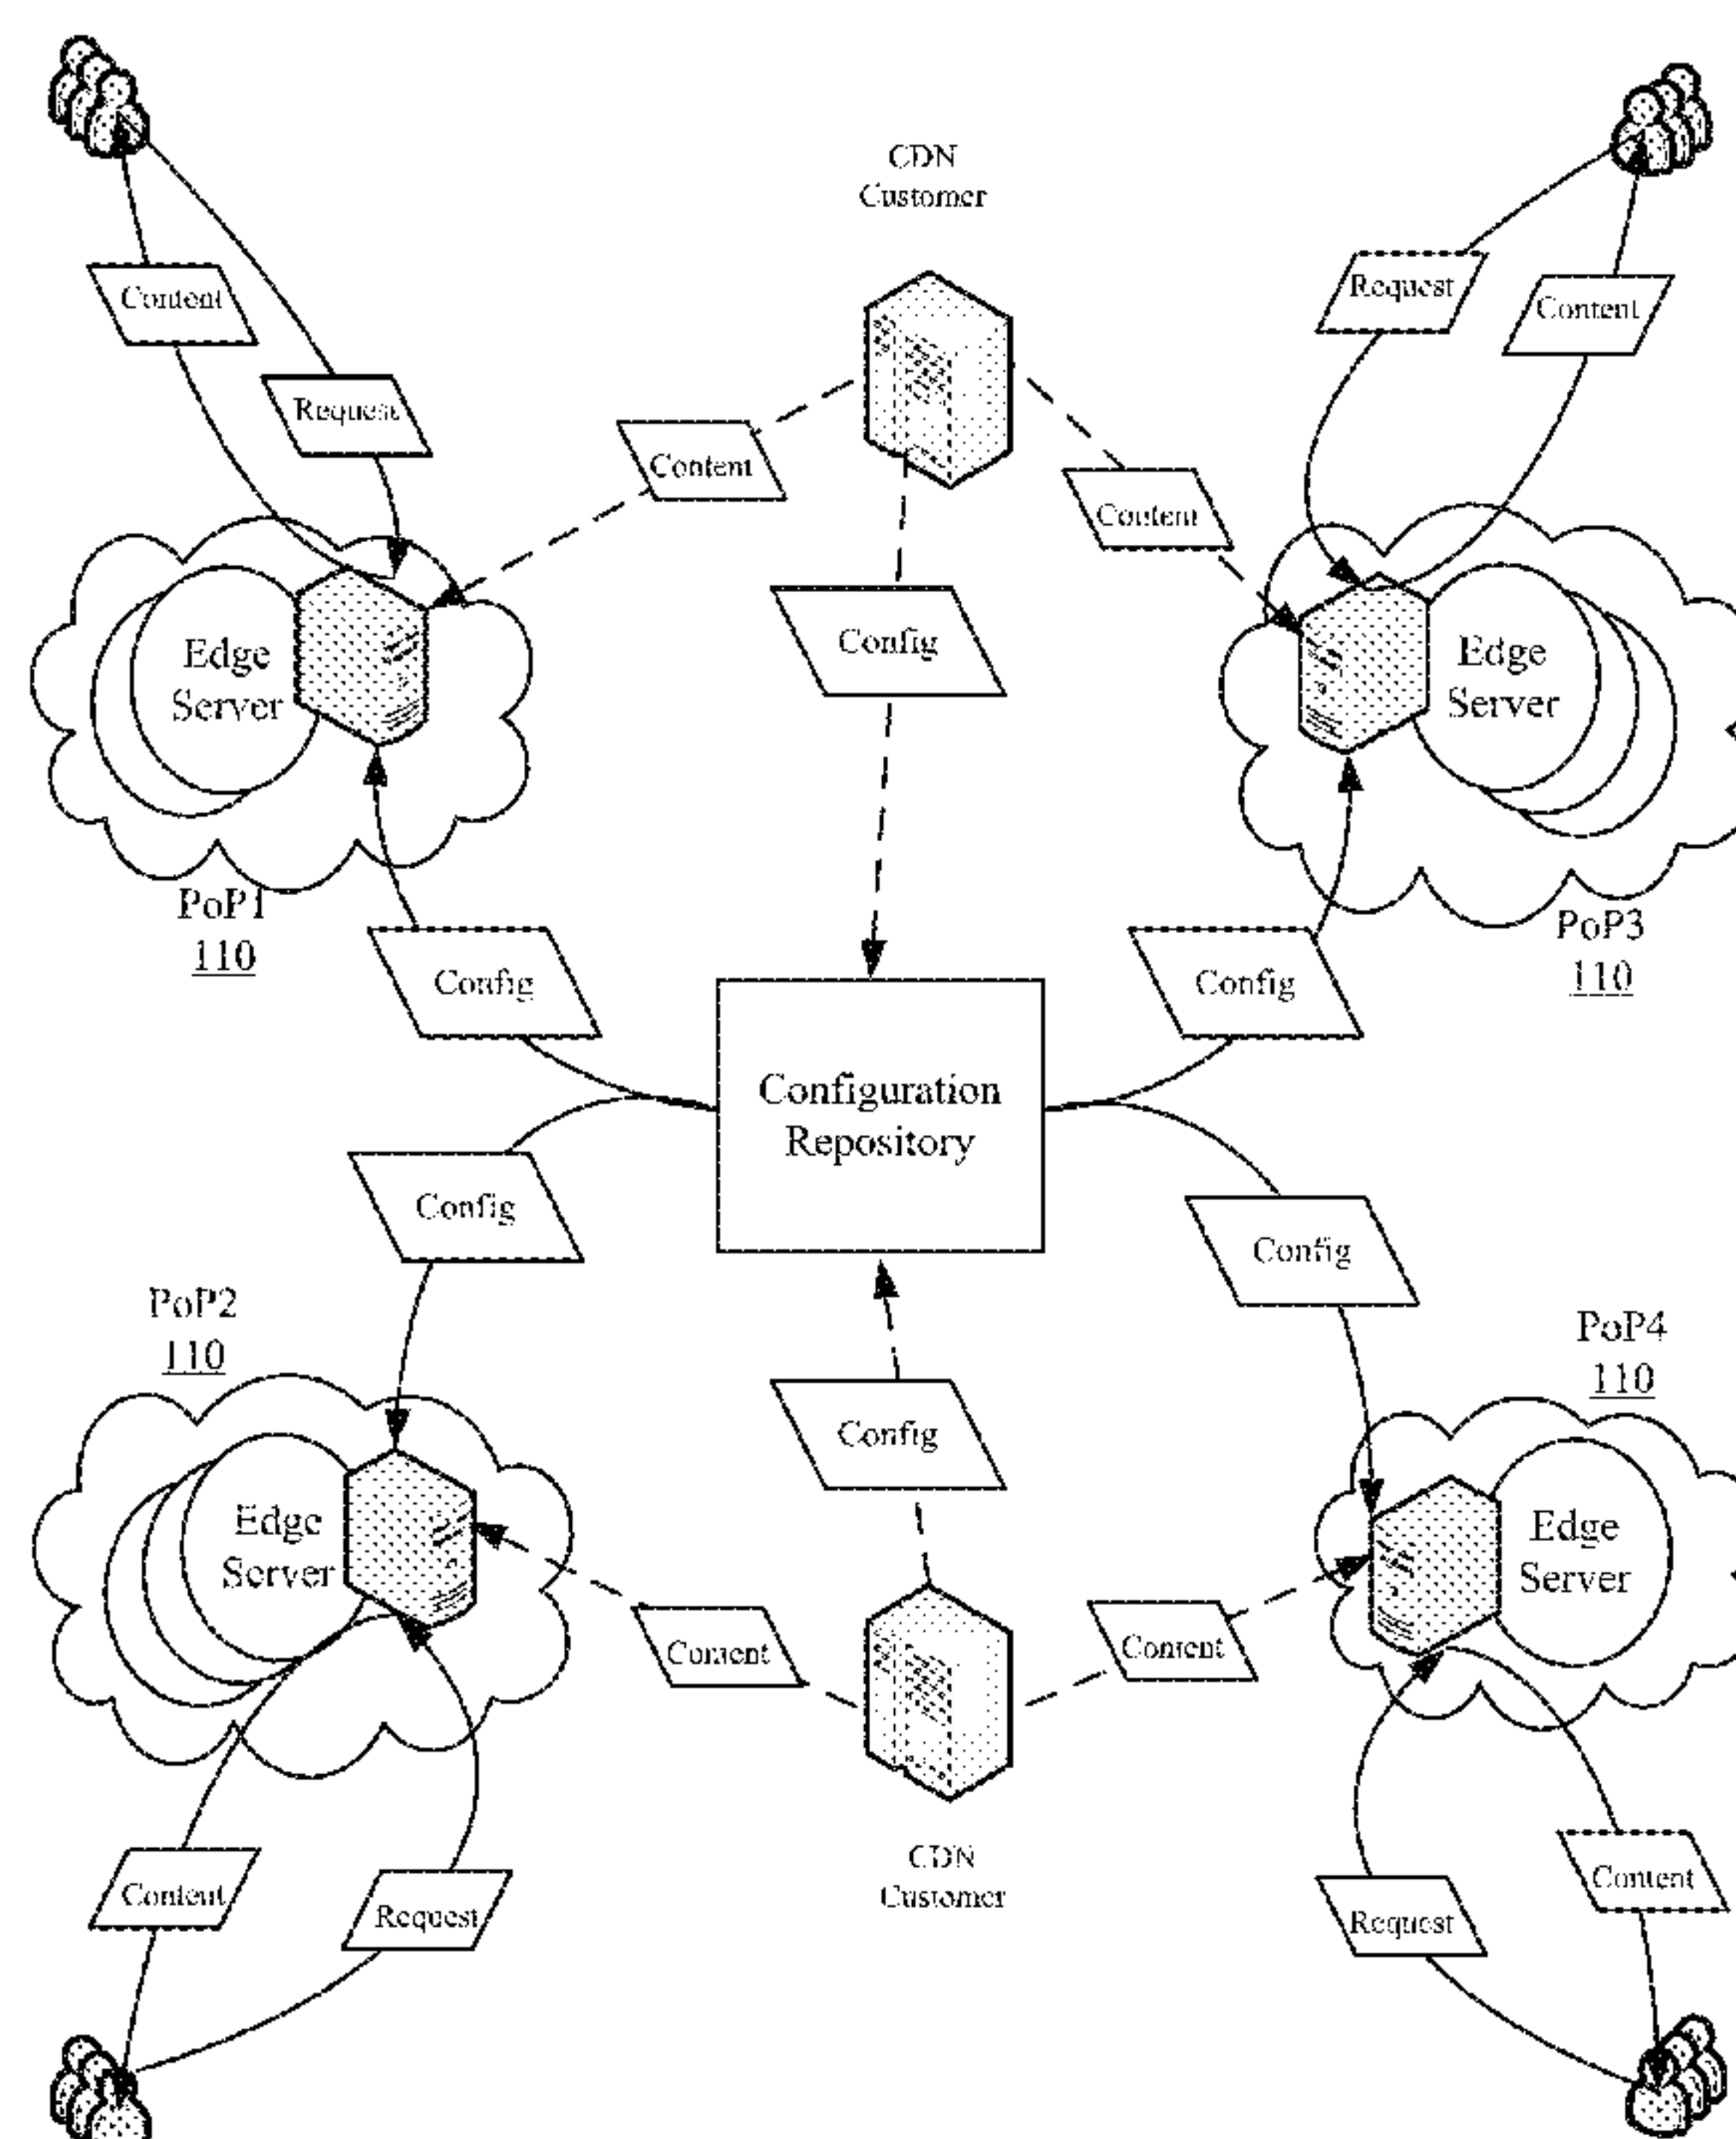 CDN
Customer
Content
Request
Request
Content
Content
Content
Config
Edge
Server
Edge
Server
PoP1
110
PoP3
110
Config
Config
Configuration
Repository
Config
Config
PoP2
110
PoP4
110
Config
Edge
Server
Edge
Server
Content
Content
CDN
Customer
Content
Request
Request
Content